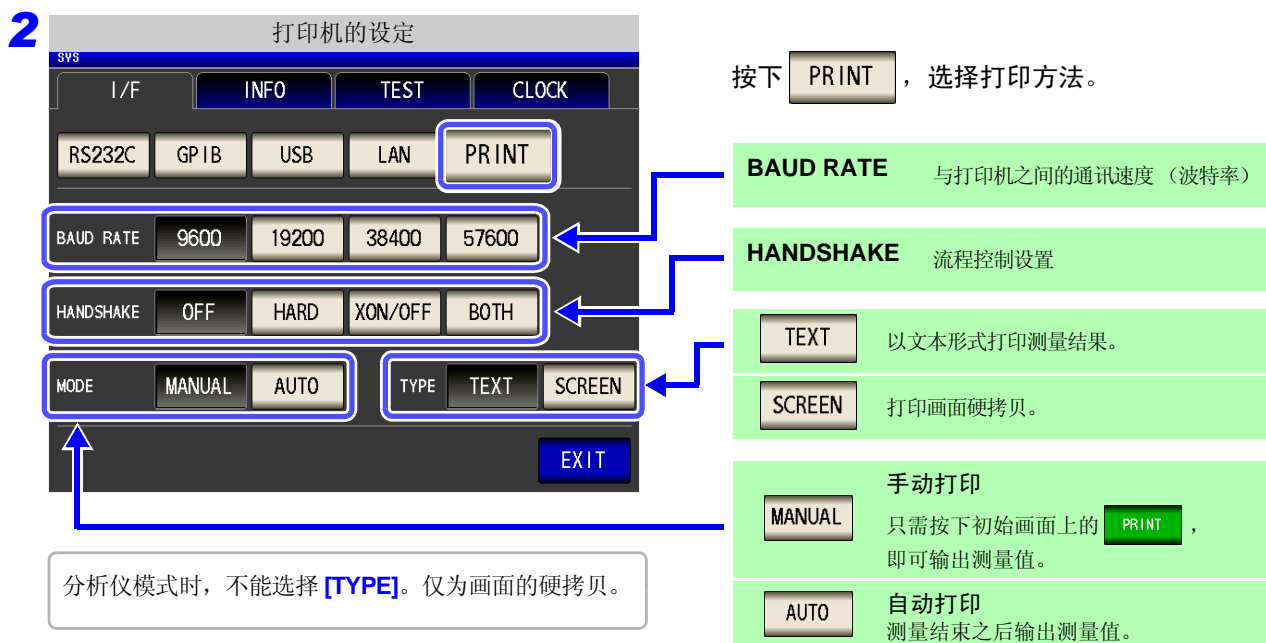 2
打印机的设定
SYS
I/F INFO TEST CLOCK
RS232C GPIB USB LAN PRINT
BAUD RATE 9600 19200 38400 57600
HANDSHAKE OFF HARD XON/OFF BOTH
MODE MANUAL AUTO TYPE TEXT SCREEN
EXIT
分析仪模式时，不能选择 [TYPE]。仅为画面的硬拷贝。
按下 PRINT ，选择打印方法。
BAUD RATE 与打印机之间的通讯速度 （波特率）
HANDSHAKE 流程控制设置
TEXT 以文本形式打印测量结果。
SCREEN 打印画面硬拷贝。
MANUAL 手动打印
只需按下初始画面上的 PRINT ，
即可输出测量值。
AUTO 自动打印
测量结束之后输出测量值。